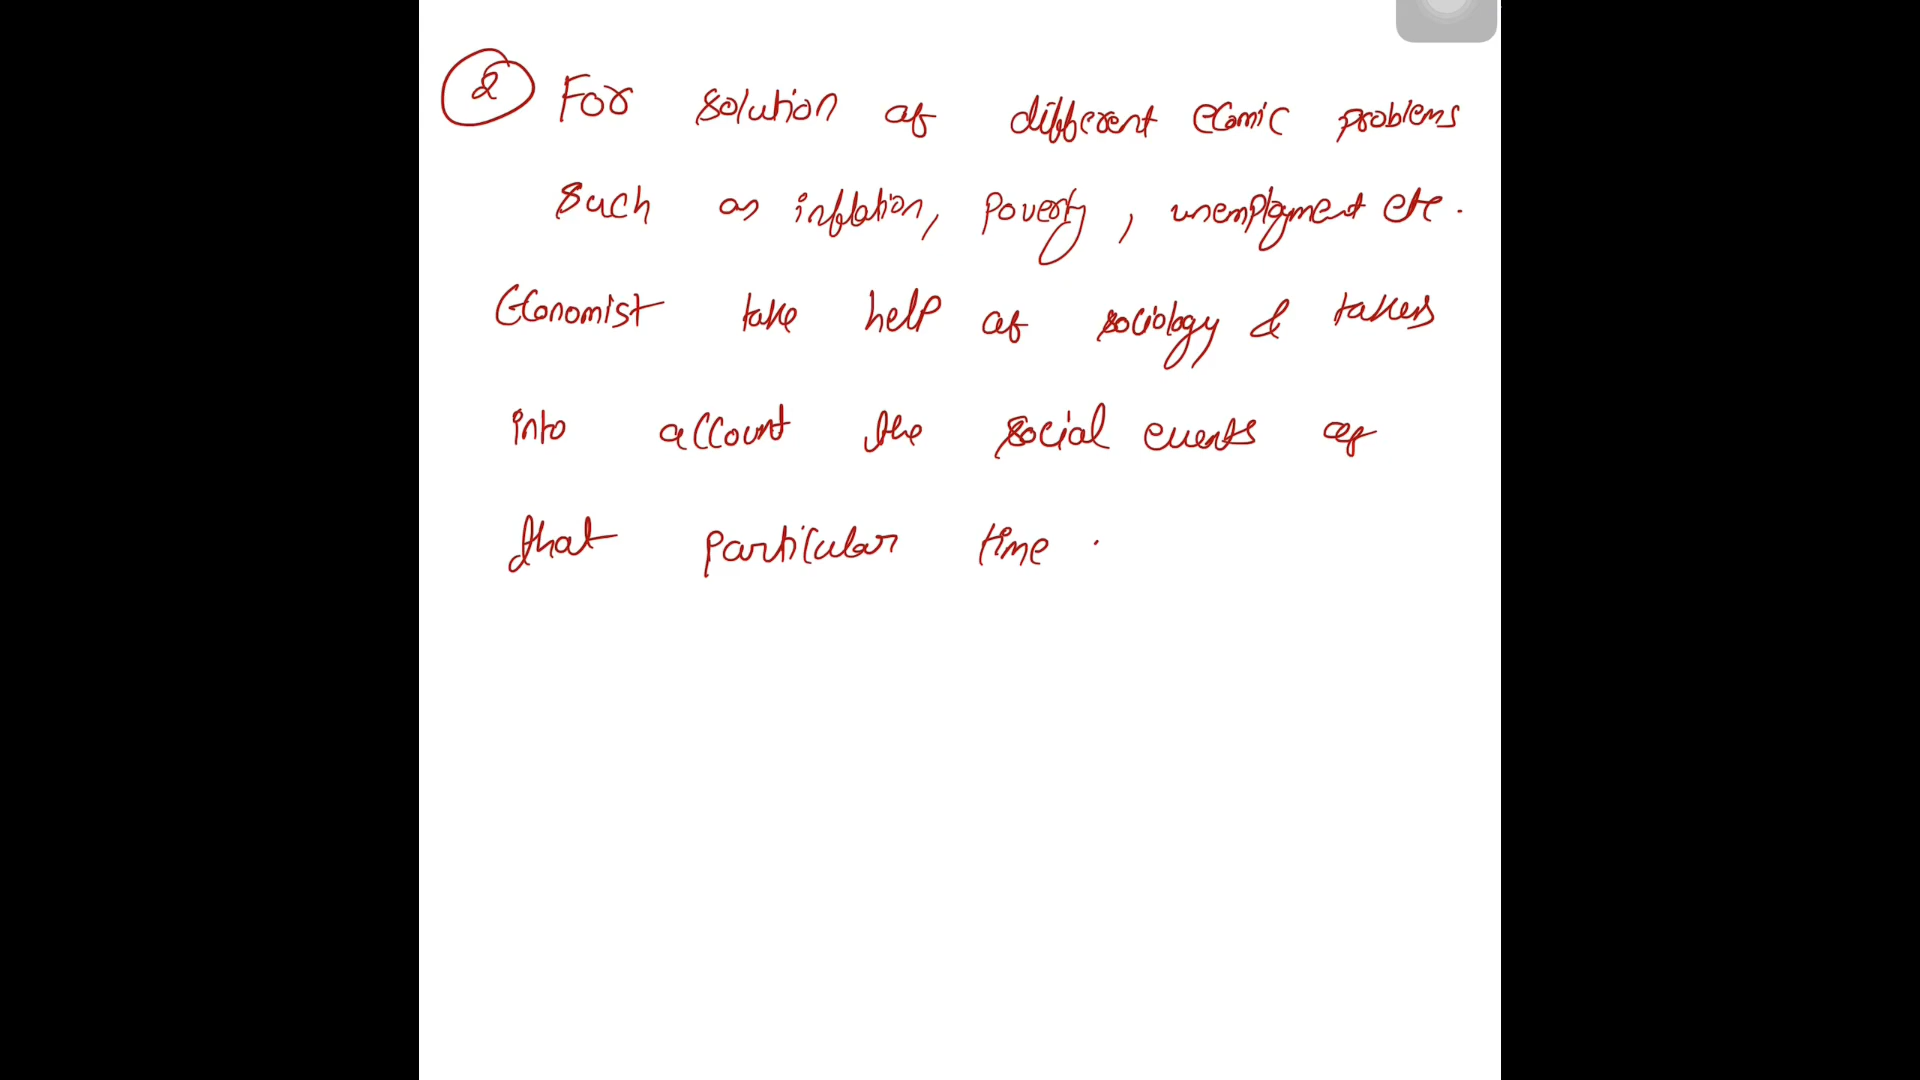 ② For solution of different ecomic problems
Such as inflation, Poverty, unemployment etc.
Economist take help of sociology & takes
into account the social events of
that particular time.